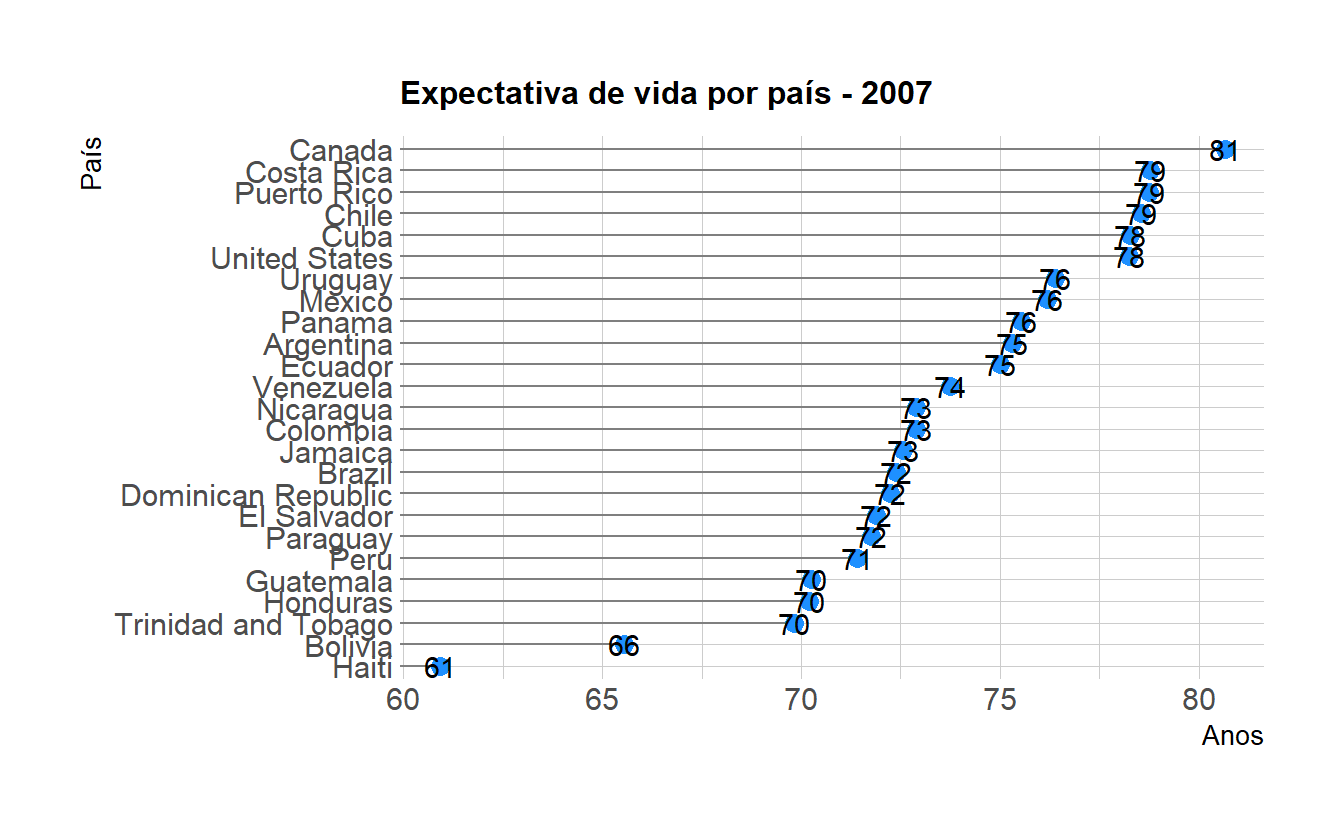 Expectativa de vida por país - 2007
País
Canada 81
Costa Rica 79
Puerto Rico 79
Chile 79
Cuba 78
United States 78
Uruguay 76
Mexico 76
Panama 76
Argentina 75
Ecuador 75
Venezuela 74
Nicaragua 73
Colombia 73
Jamaica 73
Brazil 72
Dominican Republic 72
El Salvador 72
Paraguay 72
Peru 71
Guatemala 70
Honduras 70
Trinidad and Tobago 70
Bolivia 66
Haiti 61
60 65 70 75 80
Anos